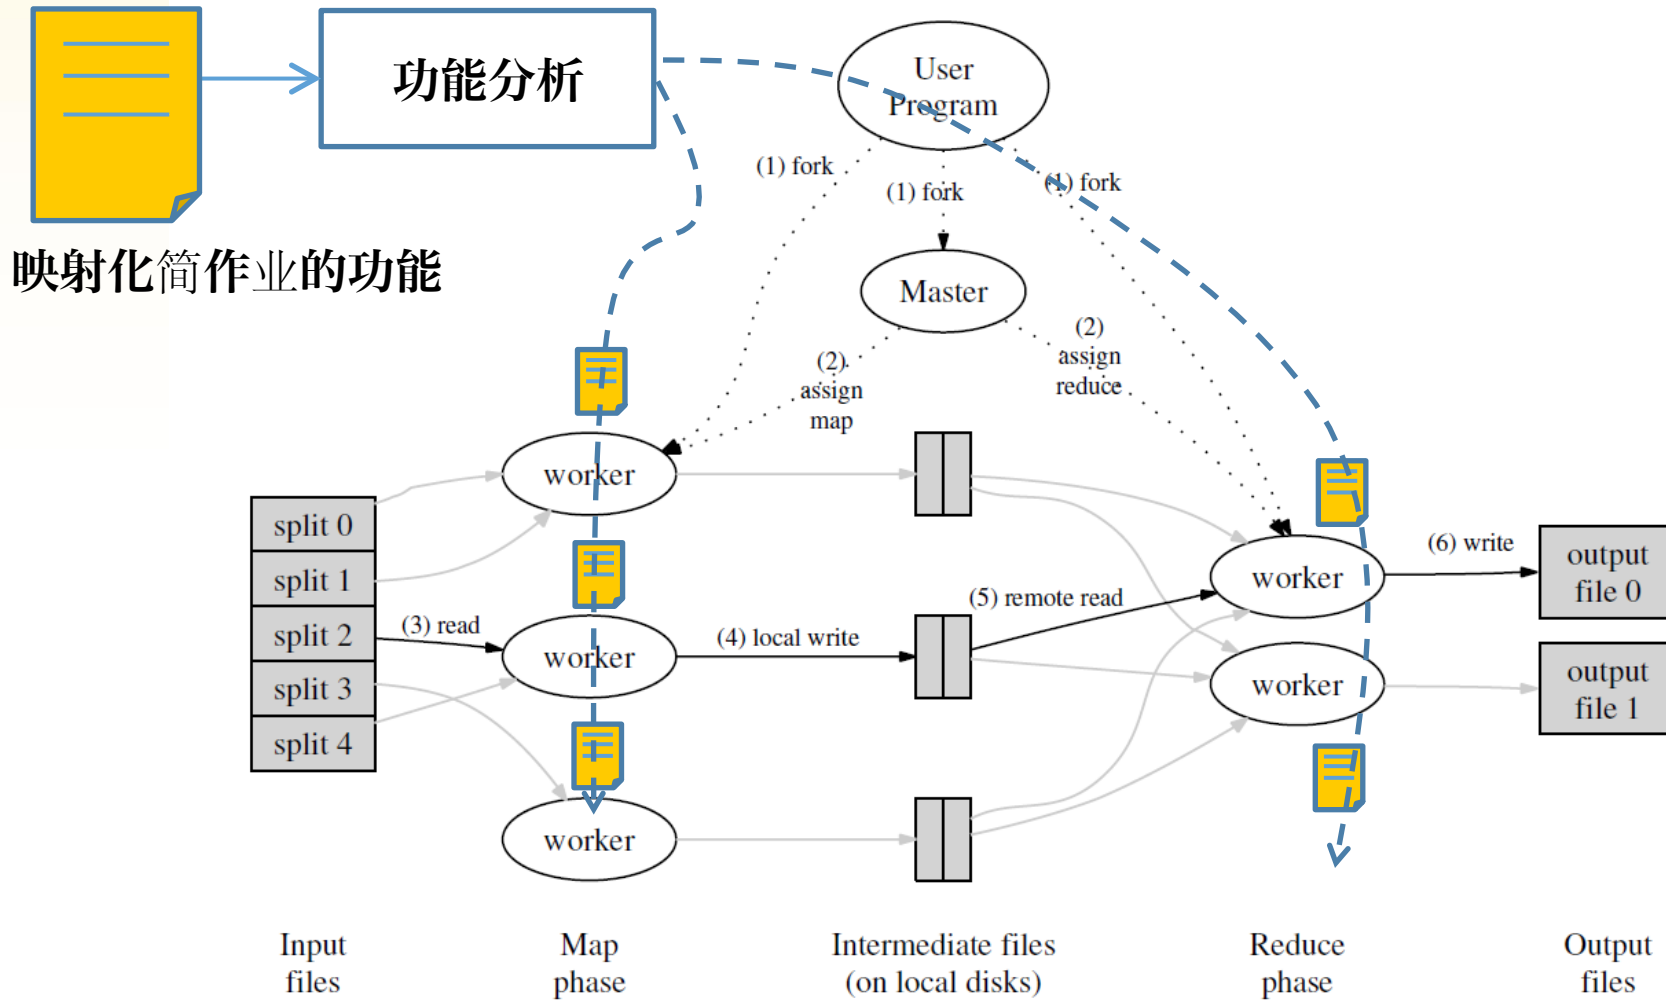 功能分析
映射化简作业的功能
User
Program
(1) fork
(1) fork
(1) fork
Master
(2)
assign
map
(2)
assign
reduce
worker
split 0
split 1
split 2
split 3
split 4
(3) read
worker
(4) local write
worker
(5) remote read
worker
(6) write
worker
output
file 0
output
file 1
Input
files
Map
phase
Intermediate files
(on local disks)
Reduce
phase
Output
files